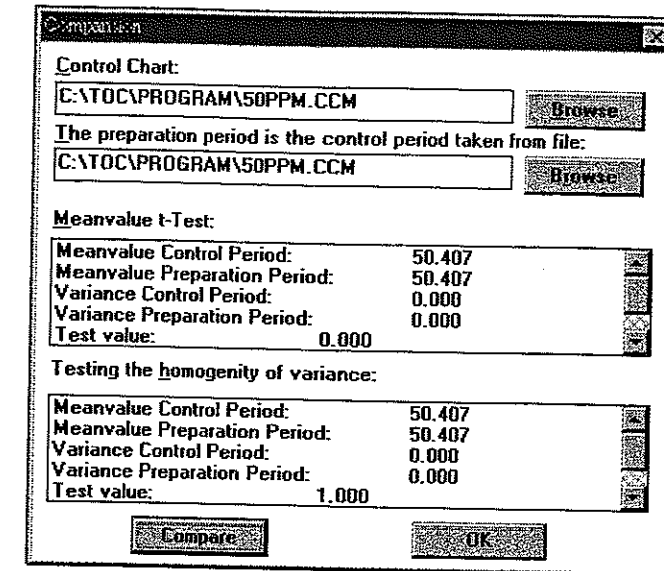 Comparison
Control Chart:
C:\TOC\PROGRAM\50PPM.CCM
Browse
The preparation period is the control period taken from file:
C:\TOC\PROGRAM\50PPM.CCM
Browse
Meanvalue t-Test:
Meanvalue Control Period: 50.407
Meanvalue Preparation Period: 50.407
Variance Control Period: 0.000
Variance Preparation Period: 0.000
Test value: 0.000
Testing the homogenity of variance:
Meanvalue Control Period: 50.407
Meanvalue Preparation Period: 50.407
Variance Control Period: 0.000
Variance Preparation Period: 0.000
Test value: 1.000
Compare
OK